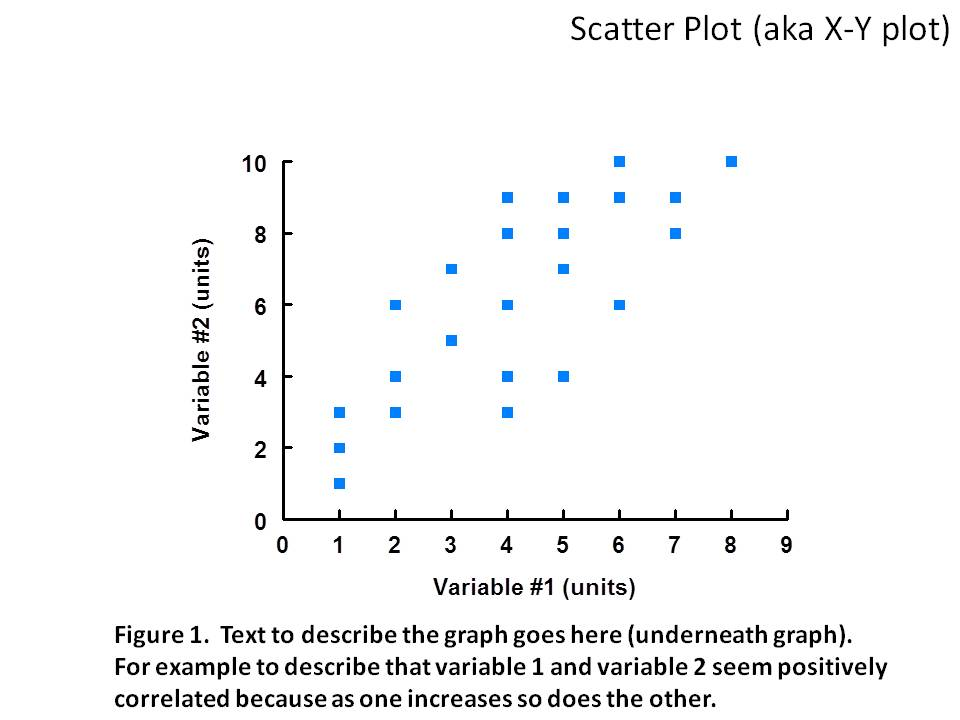 Scatter Plot (aka X-Y plot)
10
8
6
4
2
0
Variable #2 (units)
0 1 2 3 4 5 6 7 8 9
Variable #1 (units)
Figure 1.  Text to describe the graph goes here (underneath graph).
For example to describe that variable 1 and variable 2 seem positively
correlated because as one increases so does the other.